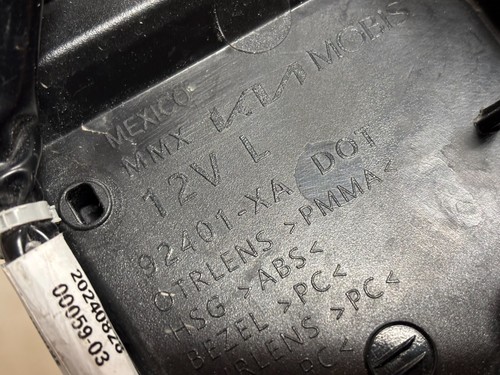 MEXICO
MMX KIA MOBIS
12V L
92401-XA DOT
OTRLENS >PMMA<
HSG >ABS<
BEZEL >PC<
RLENS >PC<
PC<
20240828
00059-03